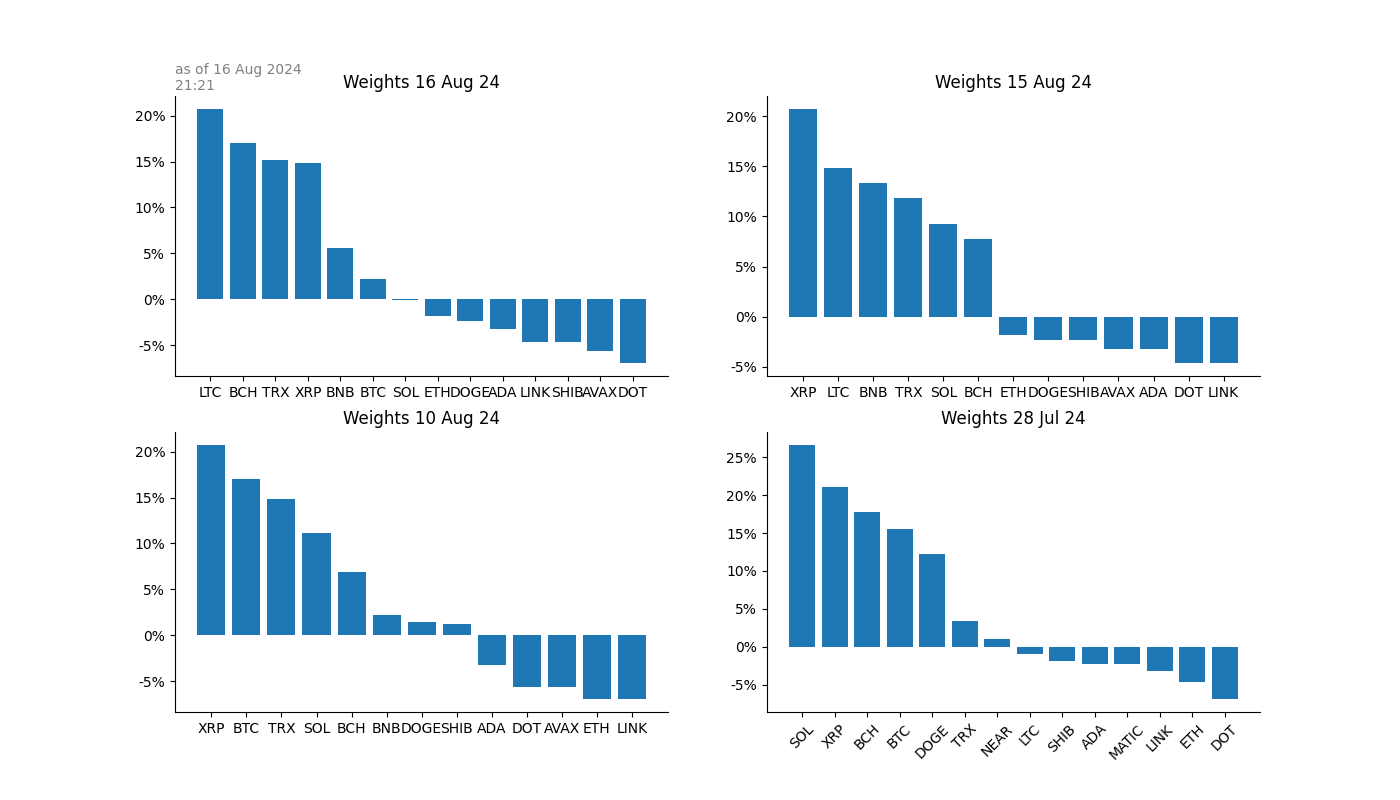 as of 16 Aug 2024
21:21
Weights 16 Aug 24
20%
15%
10%
5%
0%
-5%
LTC BCH TRX XRP BNB BTC SOL ETH DOGE ADA LINK SHIB AVAX DOT
Weights 15 Aug 24
20%
15%
10%
5%
0%
-5%
XRP LTC BNB TRX SOL BCH ETH DOGE SHIB AVAX ADA DOT LINK
Weights 10 Aug 24
20%
15%
10%
5%
0%
-5%
XRP BTC TRX SOL BCH BNB DOGE SHIB ADA DOT AVAX ETH LINK
Weights 28 Jul 24
25%
20%
15%
10%
5%
0%
-5%
SOL XRP BCH BTC DOGE TRX NEAR LTC SHIB ADA MATIC LINK ETH DOT